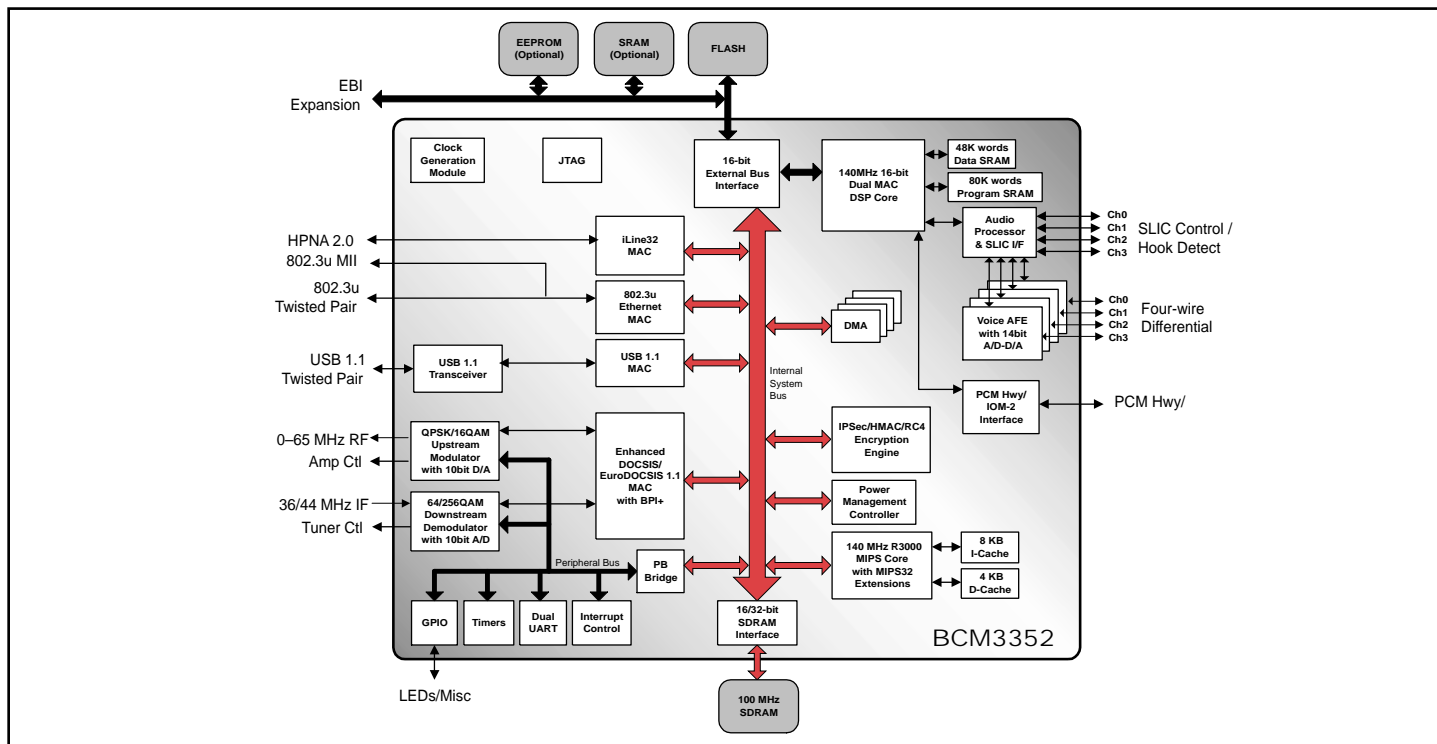 EEPROM
(Optional)
SRAM
(Optional)
FLASH
EBI
Expansion
Clock
Generation
Module
JTAG
16-bit
External Bus
Interface
140MHz 16-bit
Dual MAC
DSP Core
48K words
Data SRAM
80K words
Program SRAM
Audio
Processor
& SLIC I/F
Ch0
Ch1
Ch2
Ch3
SLIC Control /
Hook Detect
HPNA 2.0
802.3u MII
802.3u
Twisted Pair
iLine32
MAC
802.3u
Ethernet
MAC
DMA
Voice AFE
with 14bit
A/D-D/A
Ch0
Ch1
Ch2
Ch3
Four-wire
Differential
USB 1.1
Twisted Pair
USB 1.1
Transceiver
USB 1.1
MAC
Internal
System
Bus
PCM Hwy/
IOM-2
Interface
PCM Hwy/
0–65 MHz RF
Amp Ctl
QPSK/16QAM
Upstream
Modulator
with 10bit D/A
Enhanced
DOCSIS/
EuroDOCSIS 1.1
MAC
with BPI+
IPSec/HMAC/RC4
Encryption
Engine
36/44 MHz IF
Tuner Ctl
64/256QAM
Downstream
Demodulator
with 10bit A/D
Power
Management
Controller
Peripheral Bus
PB
Bridge
140 MHz R3000
MIPS Core
with MIPS32
Extensions
8 KB
I-Cache
4 KB
D-Cache
GPIO
Timers
Dual
UART
Interrupt
Control
16/32-bit
SDRAM
Interface
BCM3352
LEDs/Misc
100 MHz
SDRAM